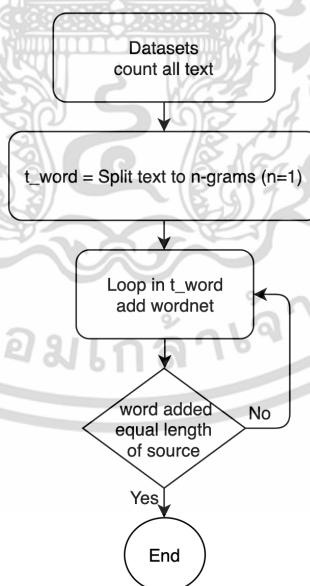 Datasets
count all text
t_word = Split text to n-grams (n=1)
Loop in t_word
add wordnet
word added
equal length
of source
No
Yes
End